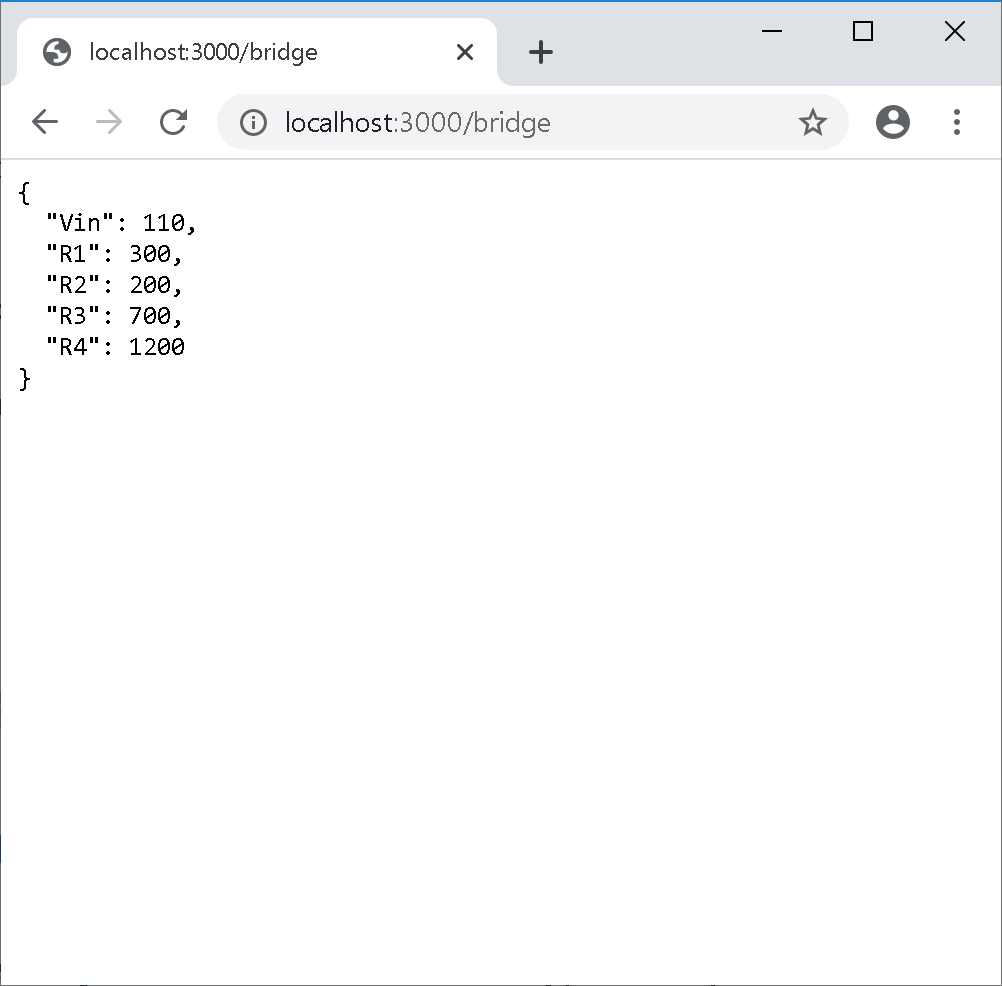 localhost:3000/bridge
localhost:3000/bridge
{
  "Vin": 110,
  "R1": 300,
  "R2": 200,
  "R3": 700,
  "R4": 1200
}